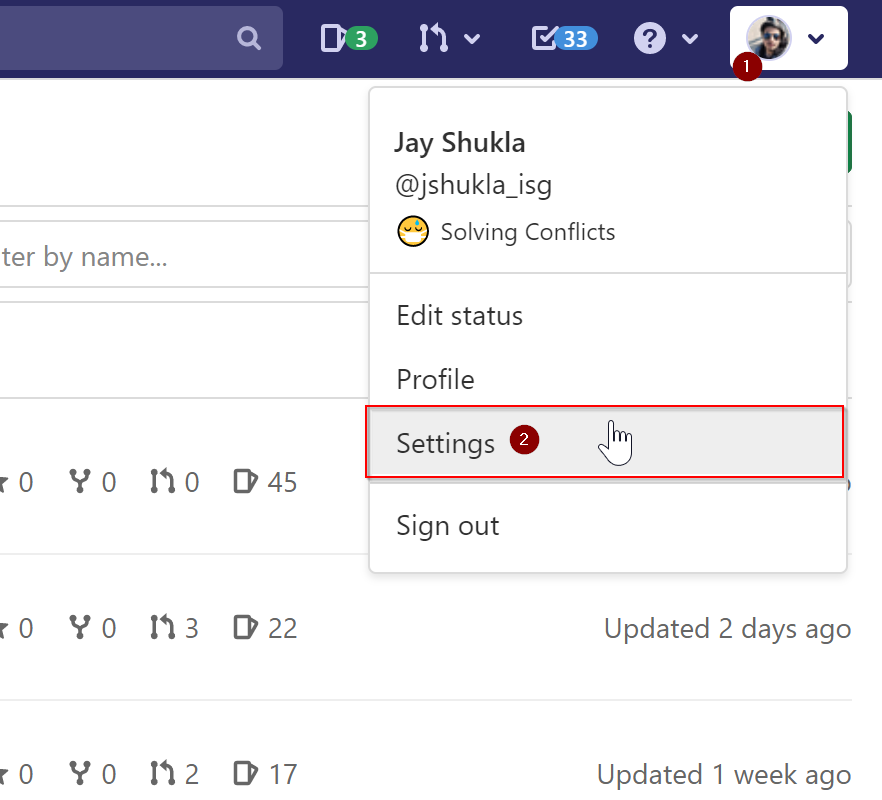 3
33
?
1
Jay Shukla
@jshukla_isg
Solving Conflicts
ter by name...
Edit status
Profile
Settings 2
0 0 0 45
Sign out
0 0 3 22 Updated 2 days ago
0 0 2 17 Updated 1 week ago